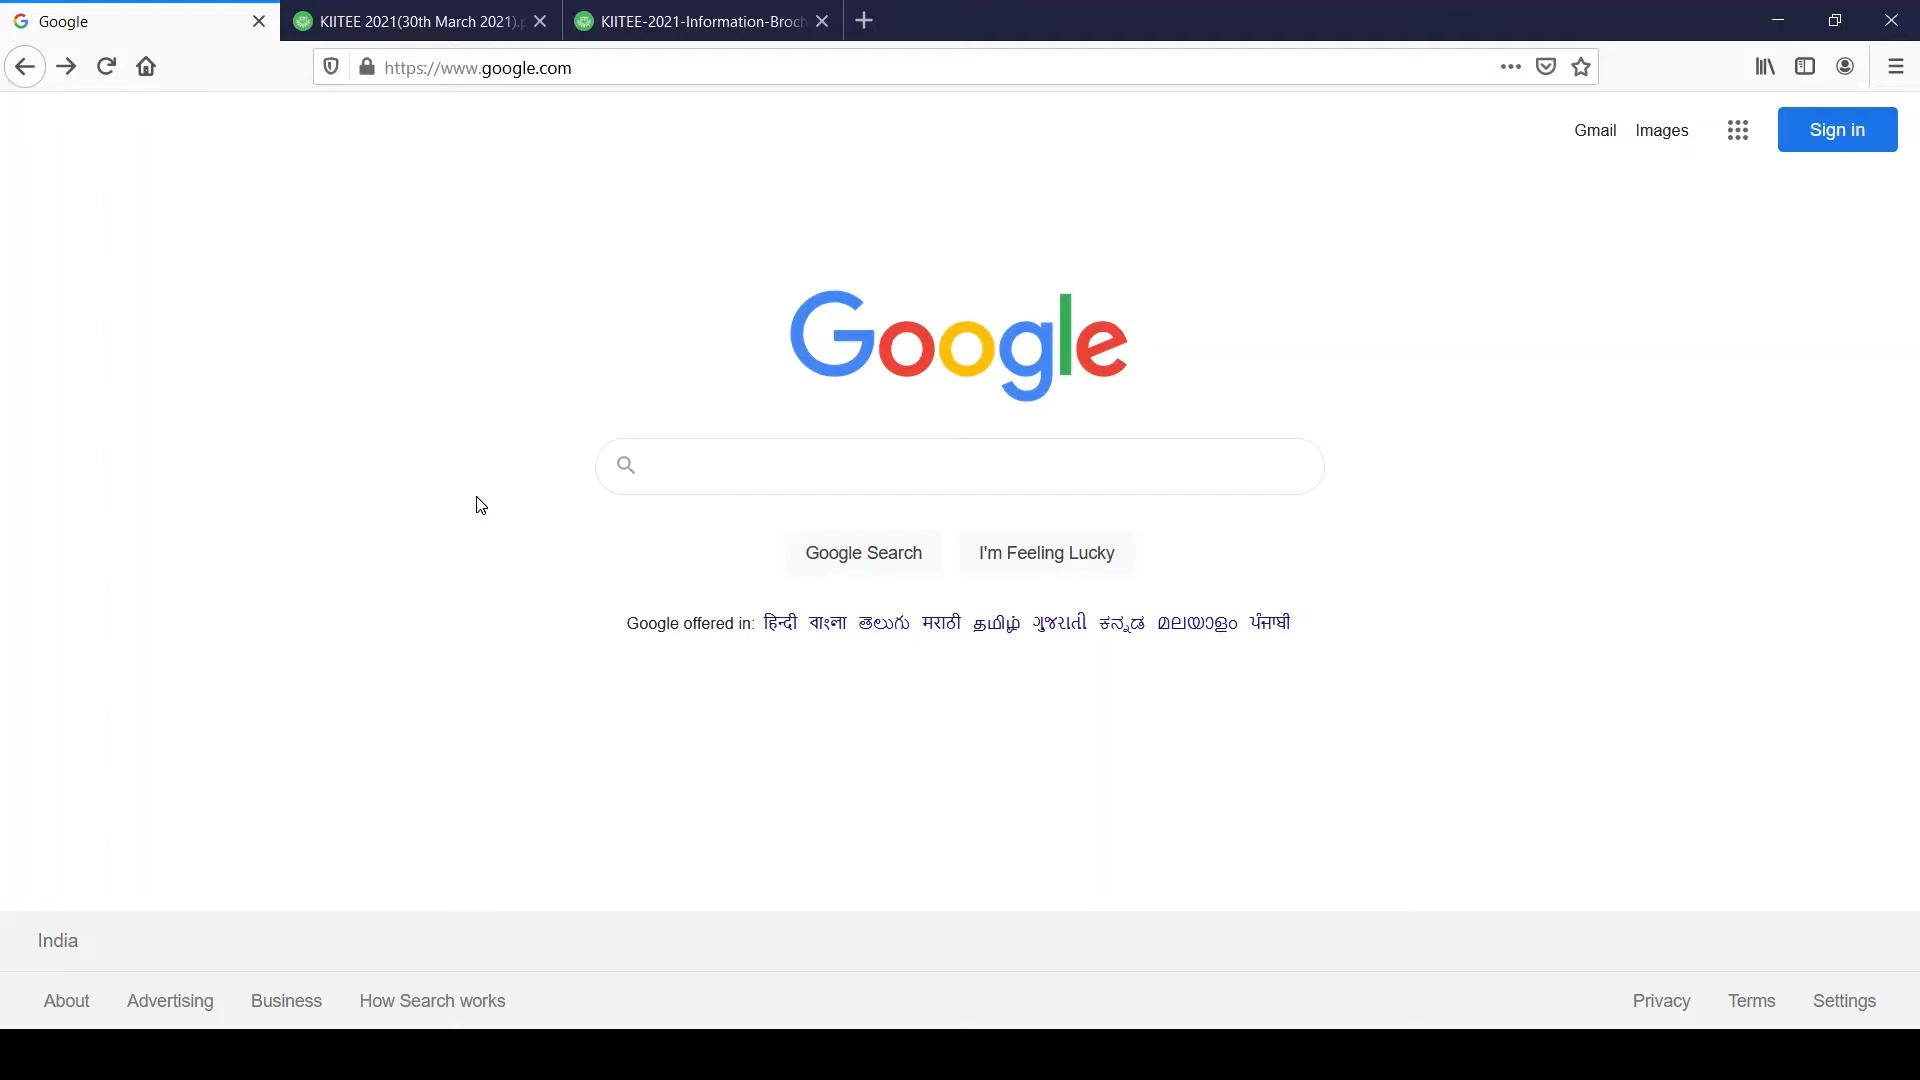 Google
KIITEE 2021(30th March 2021).p
KIITEE-2021-Information-Broch
https://www.google.com
Gmail Images Sign in
Google
Google Search I'm Feeling Lucky
Google offered in: हिन्दी বাংলা తెలుగు मराठी தமிழ் ગુજરાતી ಕನ್ನಡ മലയാളം ਪੰਜਾਬੀ
India
About Advertising Business How Search works Privacy Terms Settings